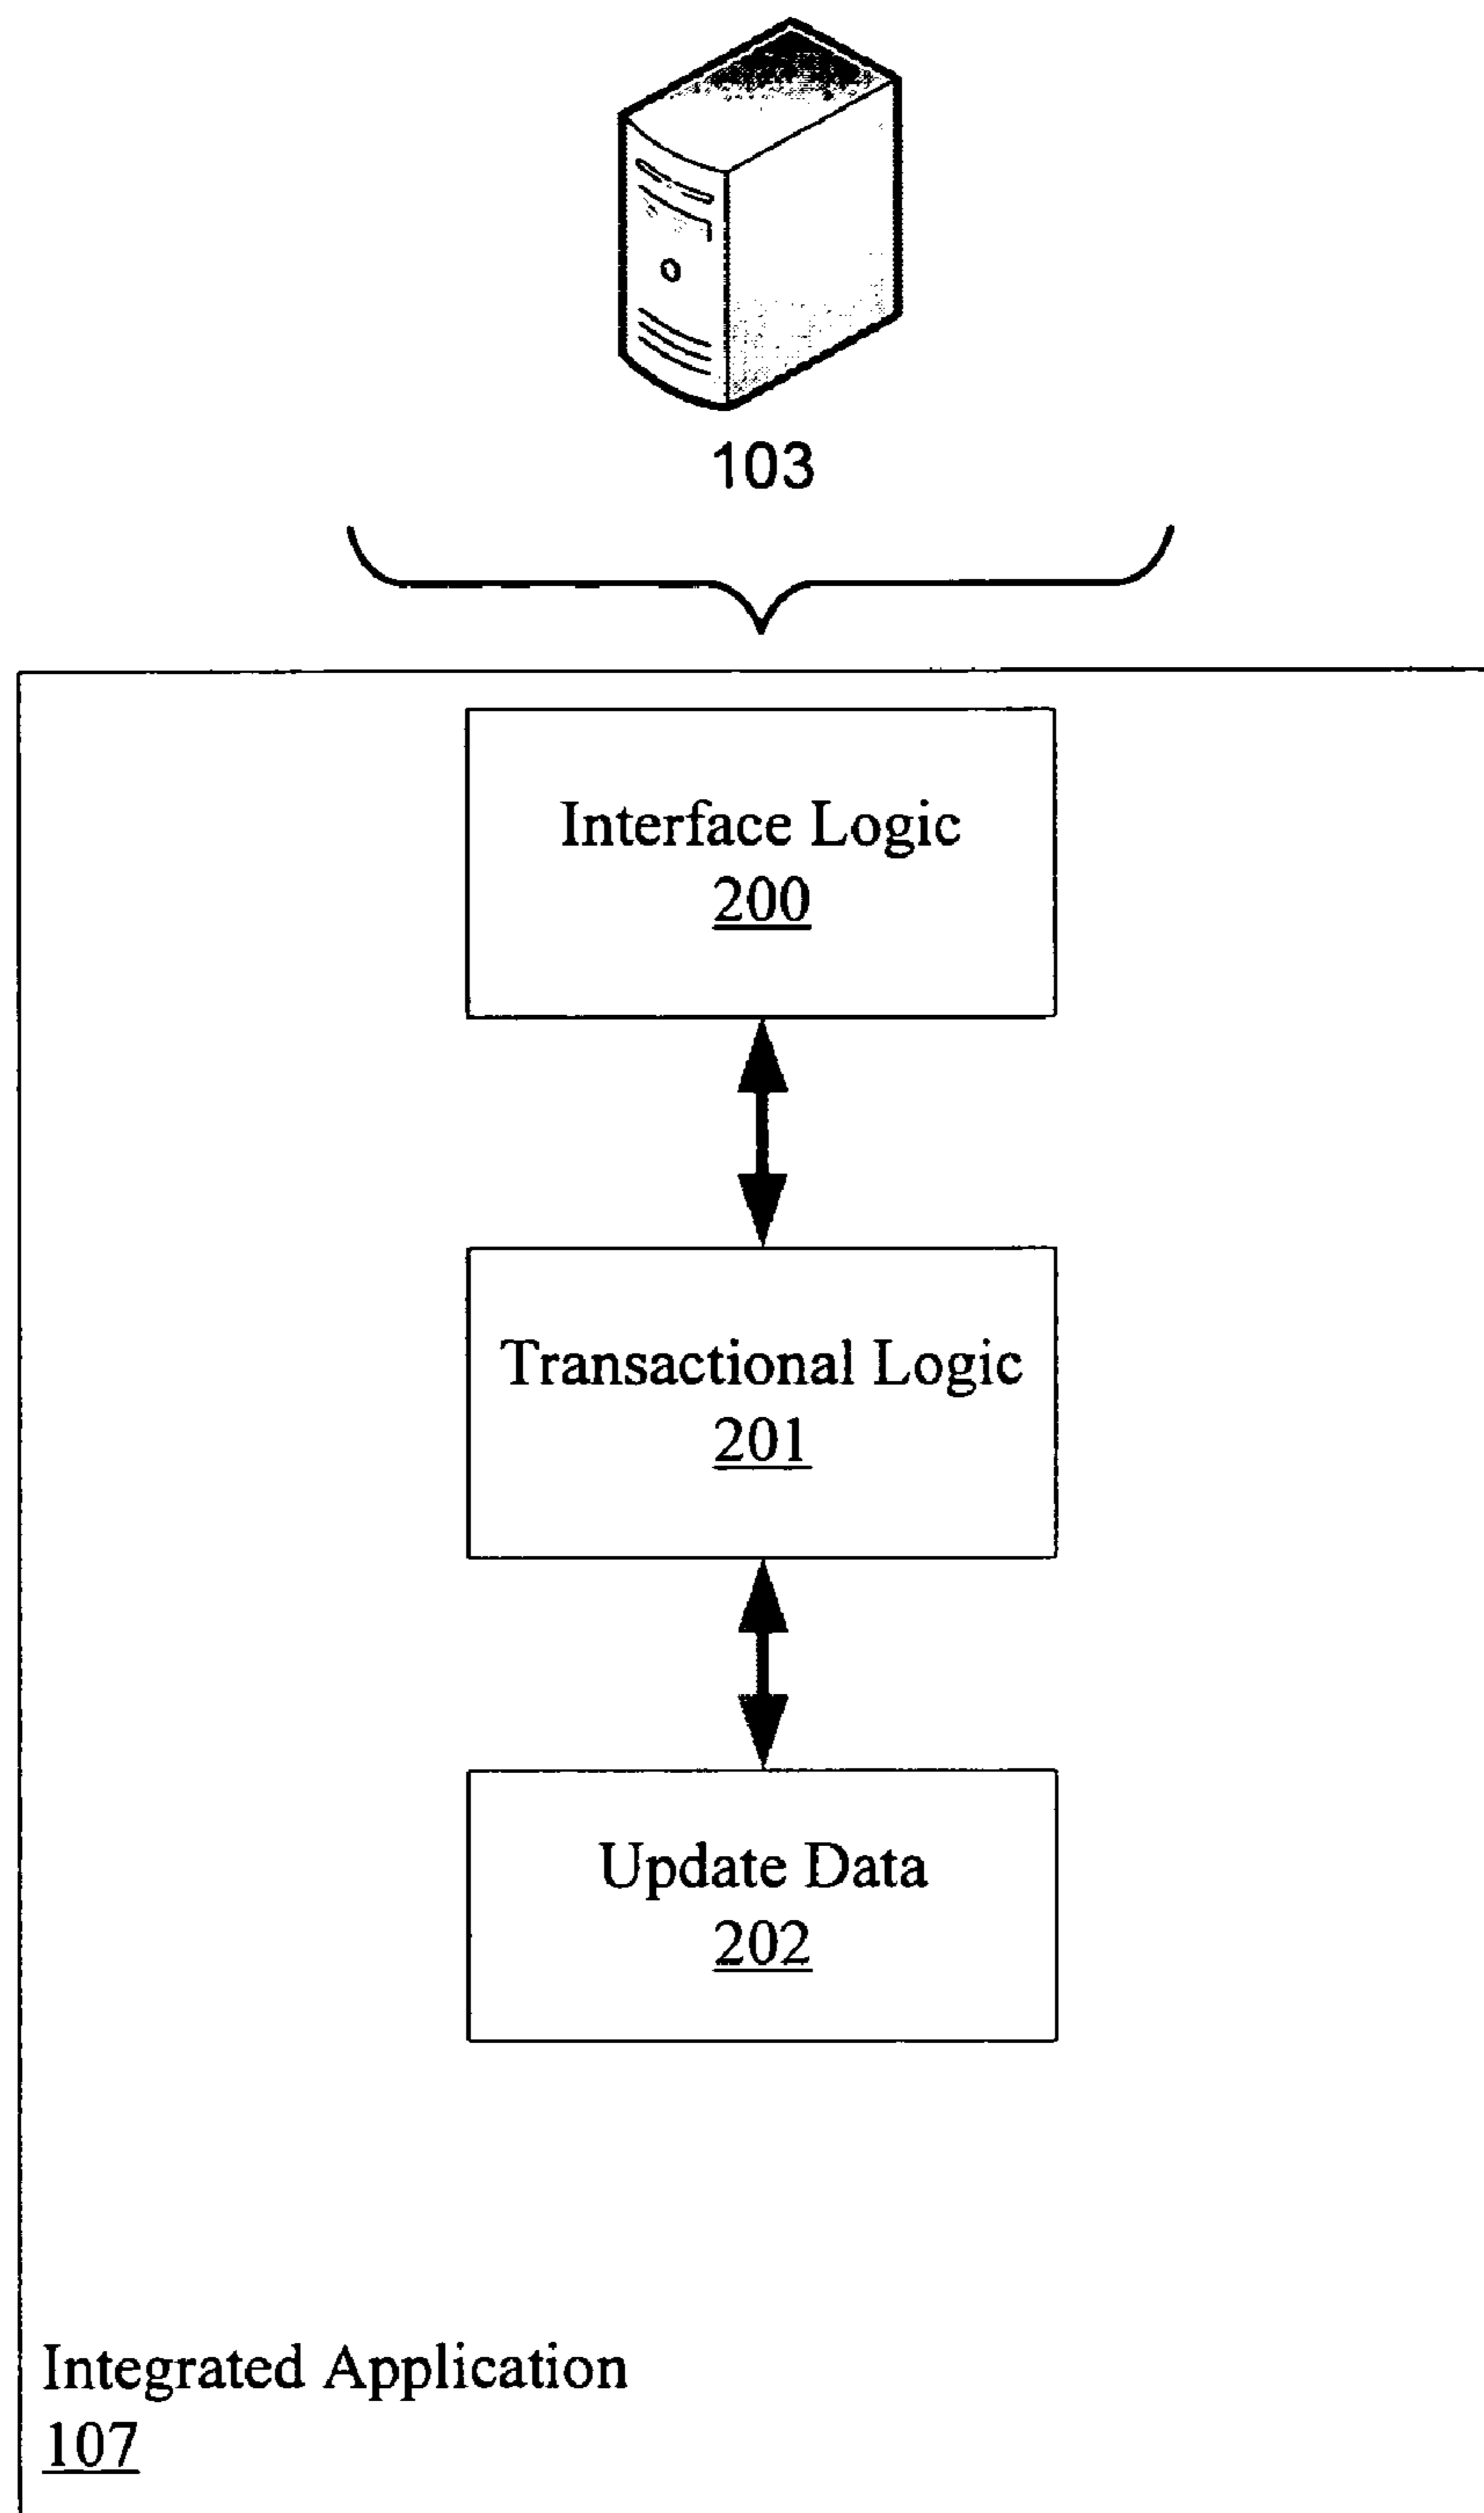 103
Interface Logic
200
Transactional Logic
201
Update Data
202
Integrated Application
107